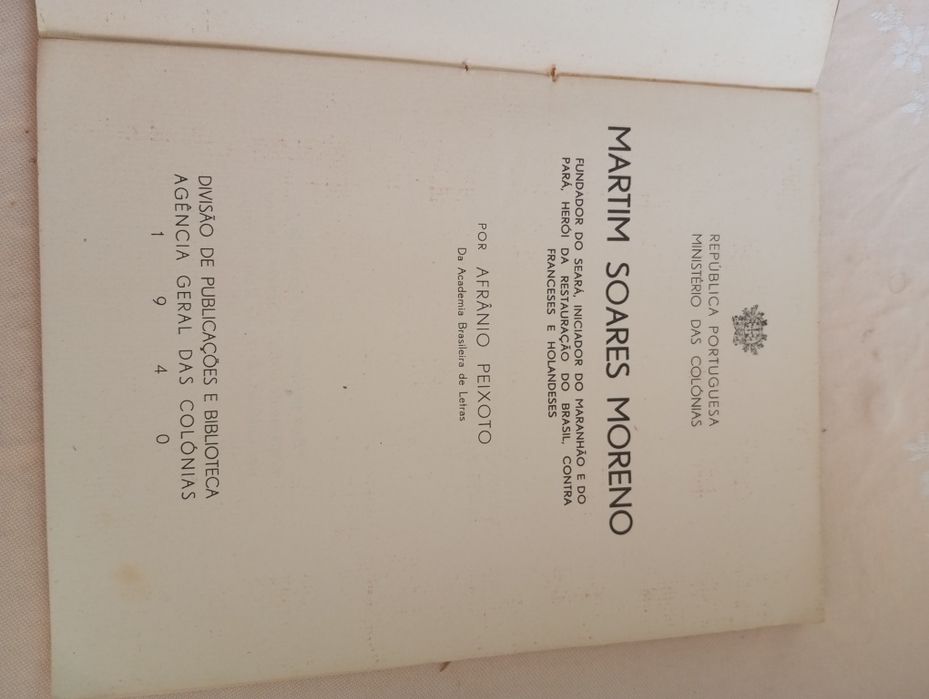 REPÚBLICA PORTUGUESA
MINISTÉRIO DAS COLÓNIAS
MARTIM SOARES MORENO
FUNDADOR DO SEARÁ, INICIADOR DO MARANHÃO E DO
PARÁ, HERÓI DA RESTAURAÇÃO DO BRASIL, CONTRA
FRANCESES E HOLANDESES
POR AFRÂNIO PEIXOTO
Da Academia Brasileira de Letras
DIVISÃO DE PUBLICAÇÕES E BIBLIOTECA
AGÊNCIA GERAL DAS COLÓNIAS
1 9 4 0